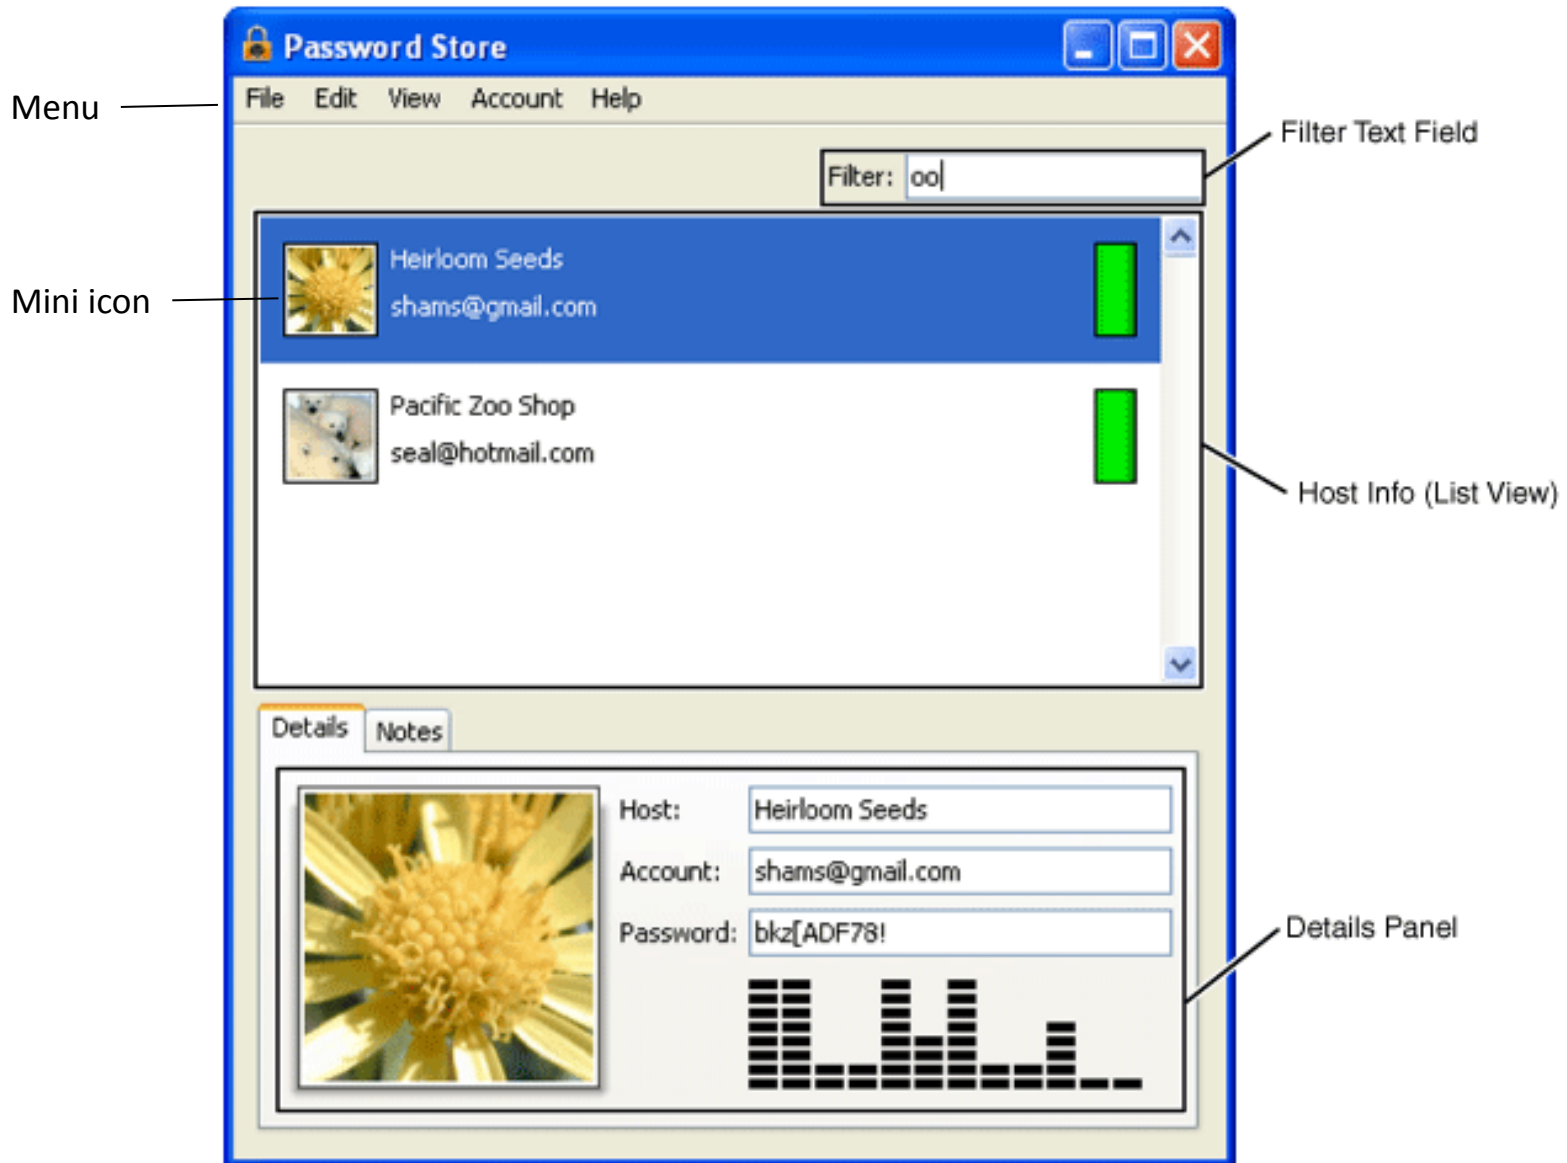 Password Store
File Edit View Account Help
Menu
Filter Text Field
Filter: oo
Heirloom Seeds
shams@gmail.com
Mini icon
Pacific Zoo Shop
seal@hotmail.com
Host Info (List View)
Details Notes
Host: Heirloom Seeds
Account: shams@gmail.com
Password: bkz[ADF78!
Details Panel